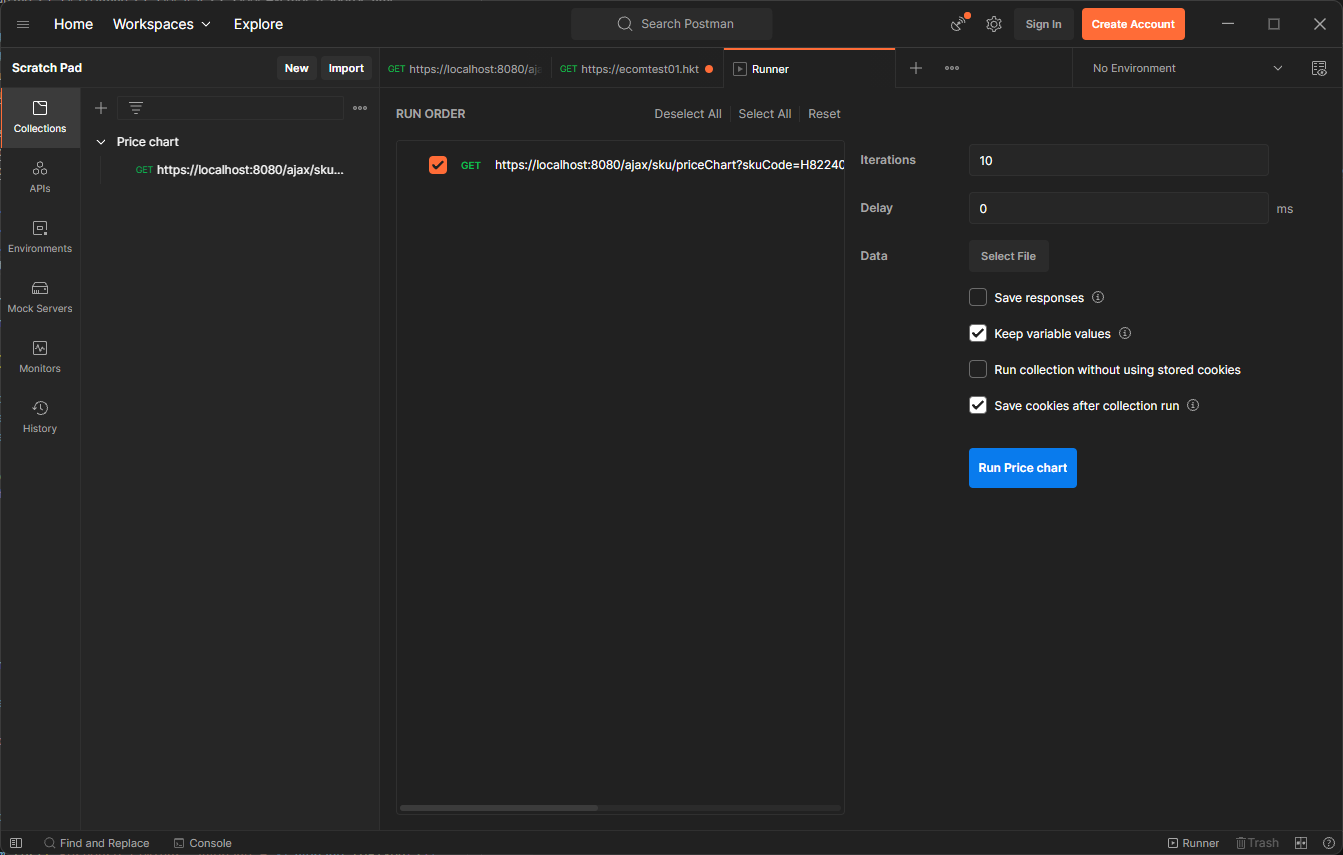 Home Workspaces Explore Search Postman Sign In Create Account
Scratch Pad New Import GET https://localhost:8080/aja GET https://ecomtest01.hkt Runner No Environment
Collections
APIs
Environments
Mock Servers
Monitors
History
Price chart
GET https://localhost:8080/ajax/sku...
RUN ORDER Deselect All Select All Reset
GET https://localhost:8080/ajax/sku/priceChart?skuCode=H82240
Iterations 10
Delay 0 ms
Data Select File
Save responses
Keep variable values
Run collection without using stored cookies
Save cookies after collection run
Run Price chart
Find and Replace Console Runner Trash